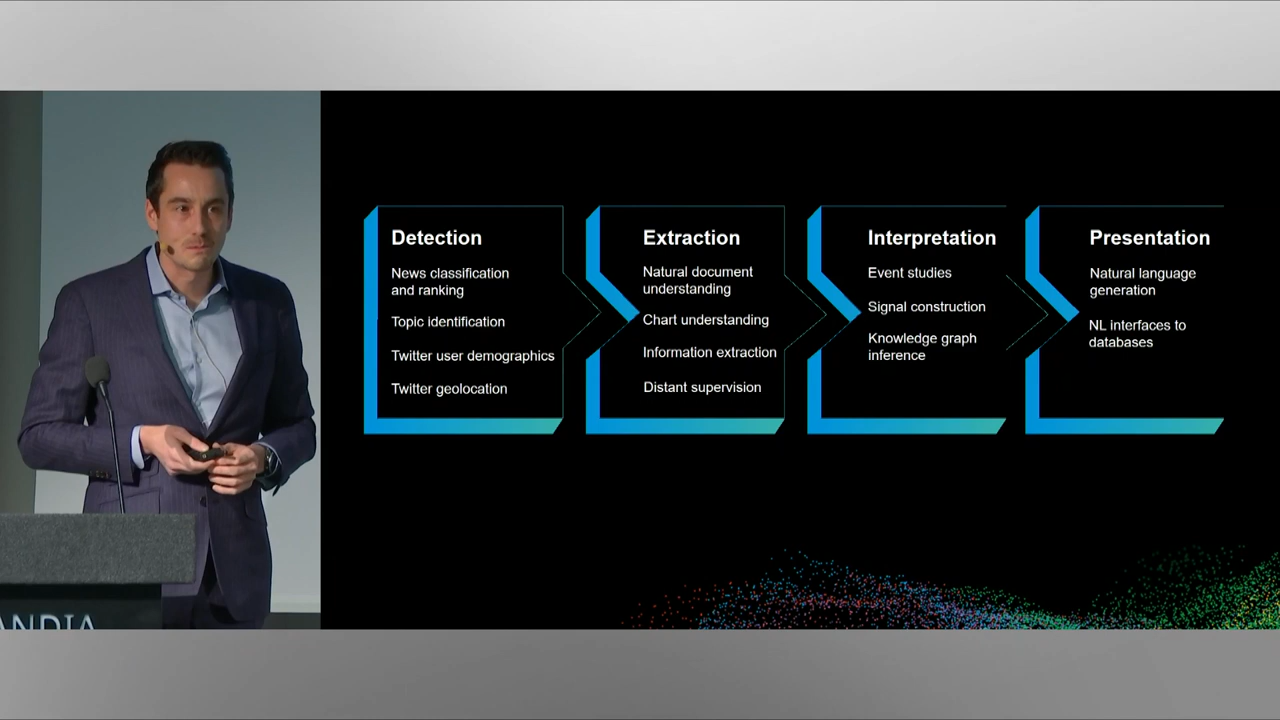 Detection
News classification
and ranking
Topic identification
Twitter user demographics
Twitter geolocation
Extraction
Natural document
understanding
Chart understanding
Information extraction
Distant supervision
Interpretation
Event studies
Signal construction
Knowledge graph
inference
Presentation
Natural language
generation
NL interfaces to
databases
ANDIA